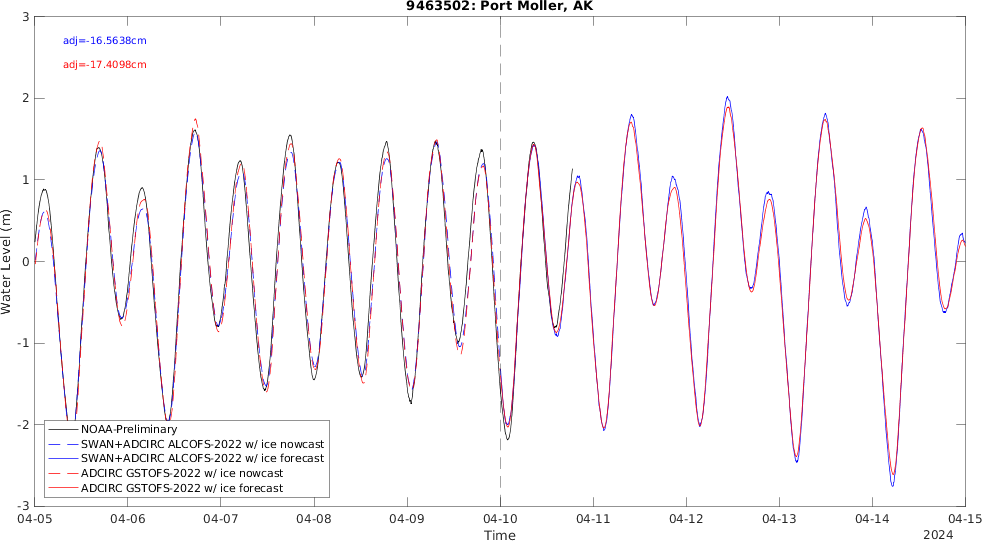 9463502: Port Moller, AK
adj=-16.5638cm
adj=-17.4098cm
Water Level (m)
3
2
1
0
-1
-2
-3
NOAA-Preliminary
SWAN+ADCIRC ALCOFS-2022 w/ ice nowcast
SWAN+ADCIRC ALCOFS-2022 w/ ice forecast
ADCIRC GSTOFS-2022 w/ ice nowcast
ADCIRC GSTOFS-2022 w/ ice forecast
04-05 04-06 04-07 04-08 04-09 04-10 04-11 04-12 04-13 04-14 04-15
Time
2024